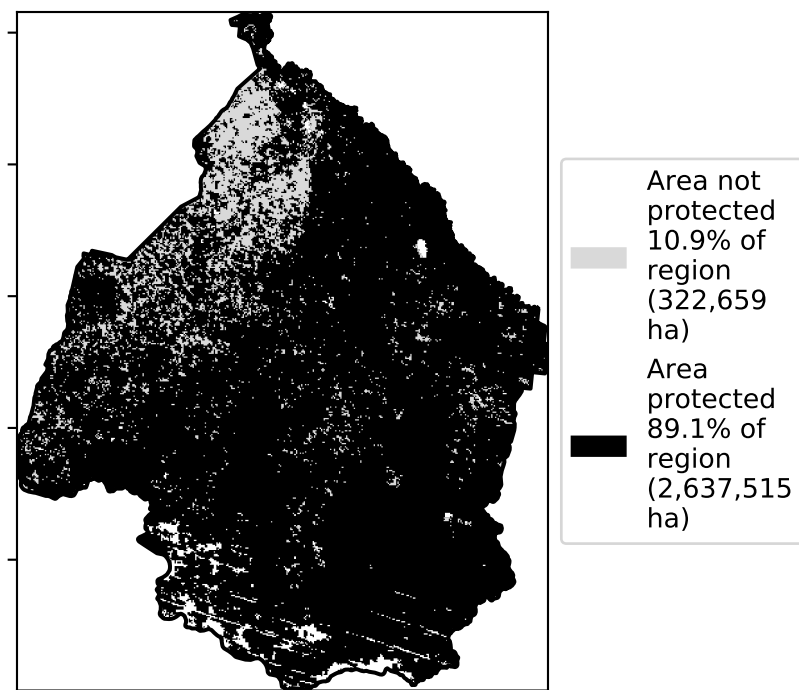 Area not
protected
10.9% of
region
(322,659
ha)
Area
protected
89.1% of
region
(2,637,515
ha)